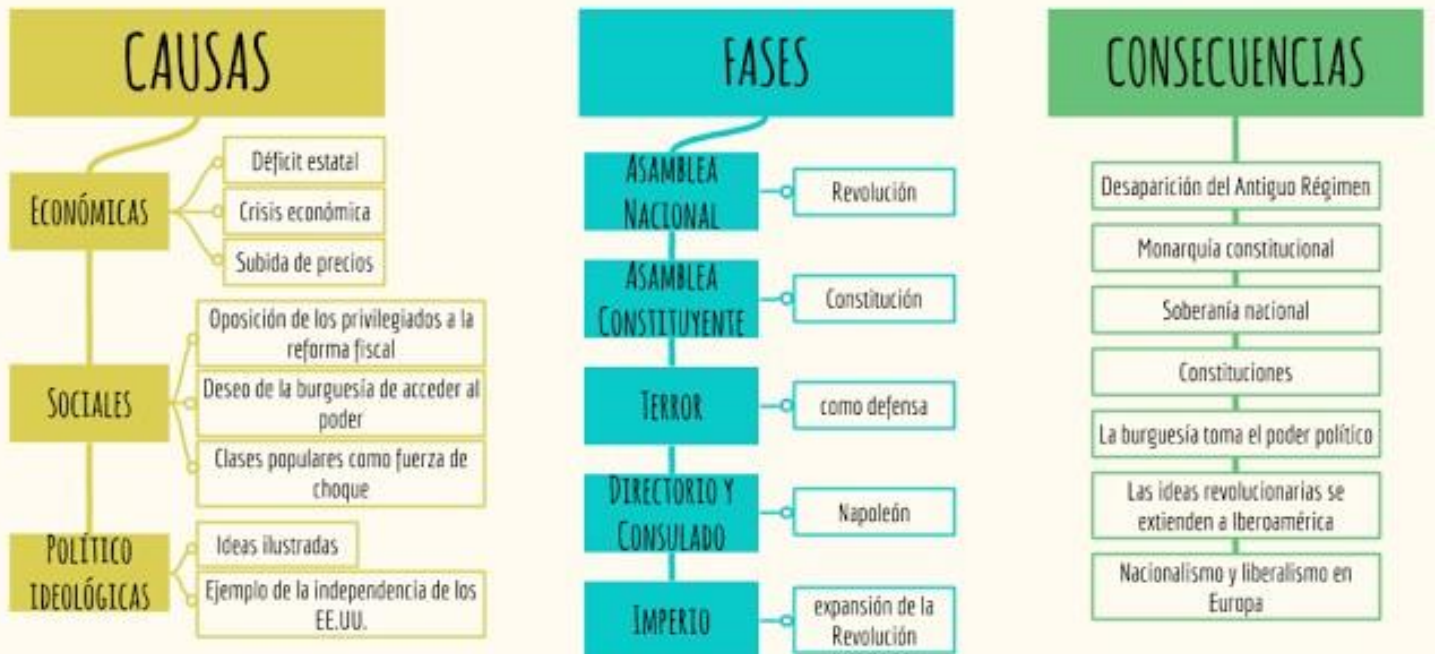 CAUSAS
ECONÓMICAS
Déficit estatal
Crisis económica
Subida de precios
SOCIALES
Oposición de los privilegiados a la
reforma fiscal
Deseo de la burguesía de acceder al
poder
Clases populares como fuerza de
choque
POLÍTICO
IDEOLÓGICAS
Ideas ilustradas
Ejemplo de la independencia de los
EE.UU.
FASES
ASAMBLEA
NACIONAL
Revolución
ASAMBLEA
CONSTITUYENTE
Constitución
TERROR
como defensa
DIRECTORIO Y
CONSULADO
Napoleón
IMPERIO
expansión de la
Revolución
CONSECUENCIAS
Desaparición del Antiguo Régimen
Monarquía constitucional
Soberanía nacional
Constituciones
La burguesía toma el poder político
Las ideas revolucionarias se
extienden a Iberoamérica
Nacionalismo y liberalismo en
Europa